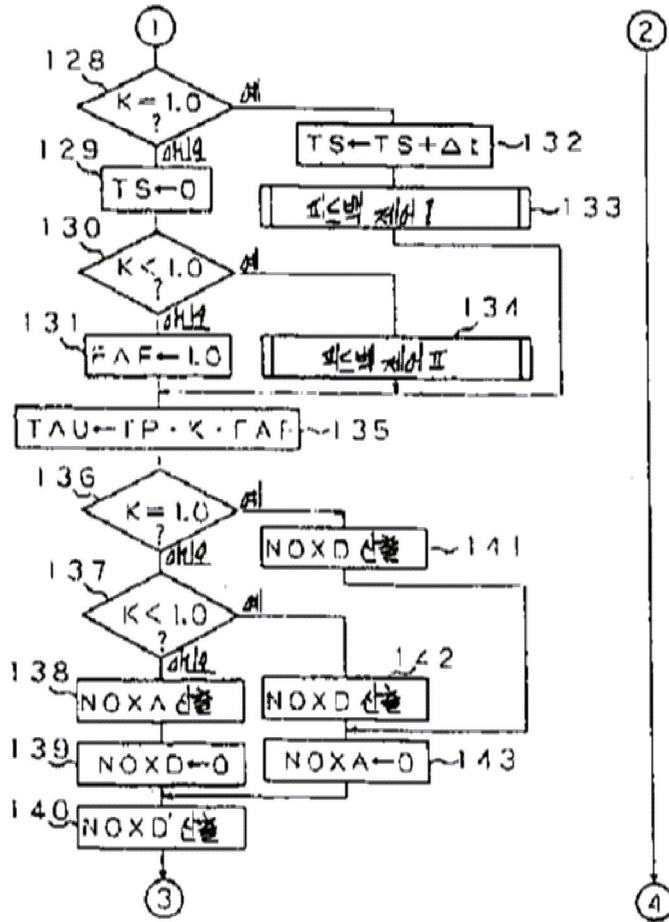 1
2
128
K=1.0
?
예
아니오
129
TS←0
TS←TS+Δt
132
피드백 제어 I
133
130
K<1.0
?
예
아니오
131
FAF←1.0
134
피드백 제어 II
TAU←TP·K·FAF
135
136
K=1.0
?
예
아니오
NOXD 산출
141
137
K<1.0
?
예
아니오
138
NOXA 산출
142
NOXD 산출
139
NOXD←0
NOXA←0
143
140
NOXD' 산출
3
4